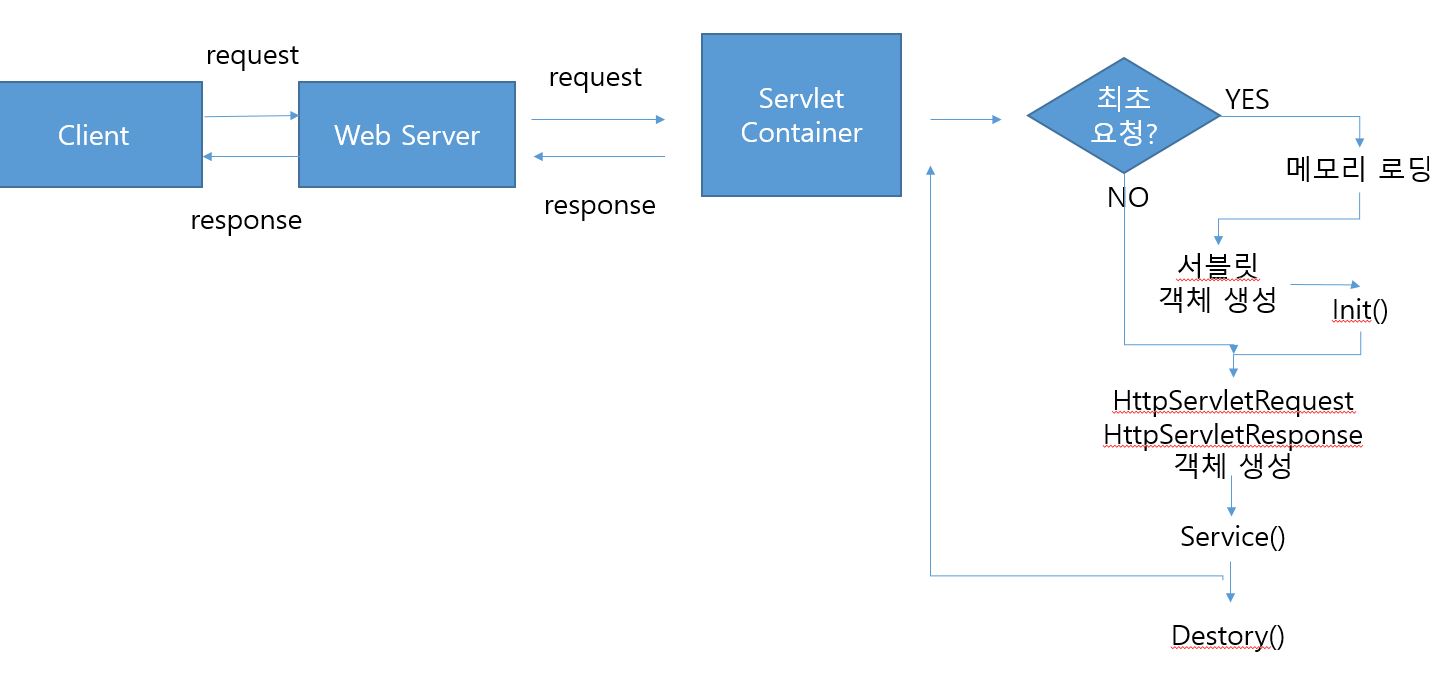 request
Client
Web Server
response
request
response
Servlet
Container
최초
요청?
YES
NO
메모리 로딩
서블릿
객체 생성
Init()
HttpServletRequest
HttpServletResponse
객체 생성
Service()
Destory()